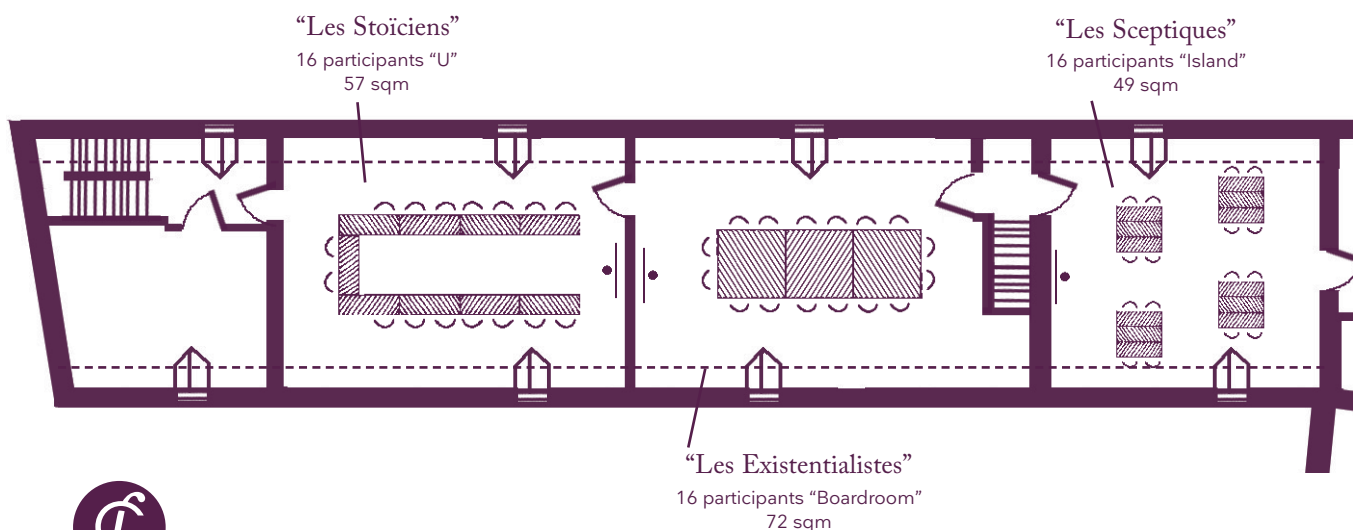 “Les Stoïciens”
16 participants “U”
57 sqm
“Les Sceptiques”
16 participants “Island”
49 sqm
“Les Existentialistes”
16 participants “Boardroom”
72 sqm